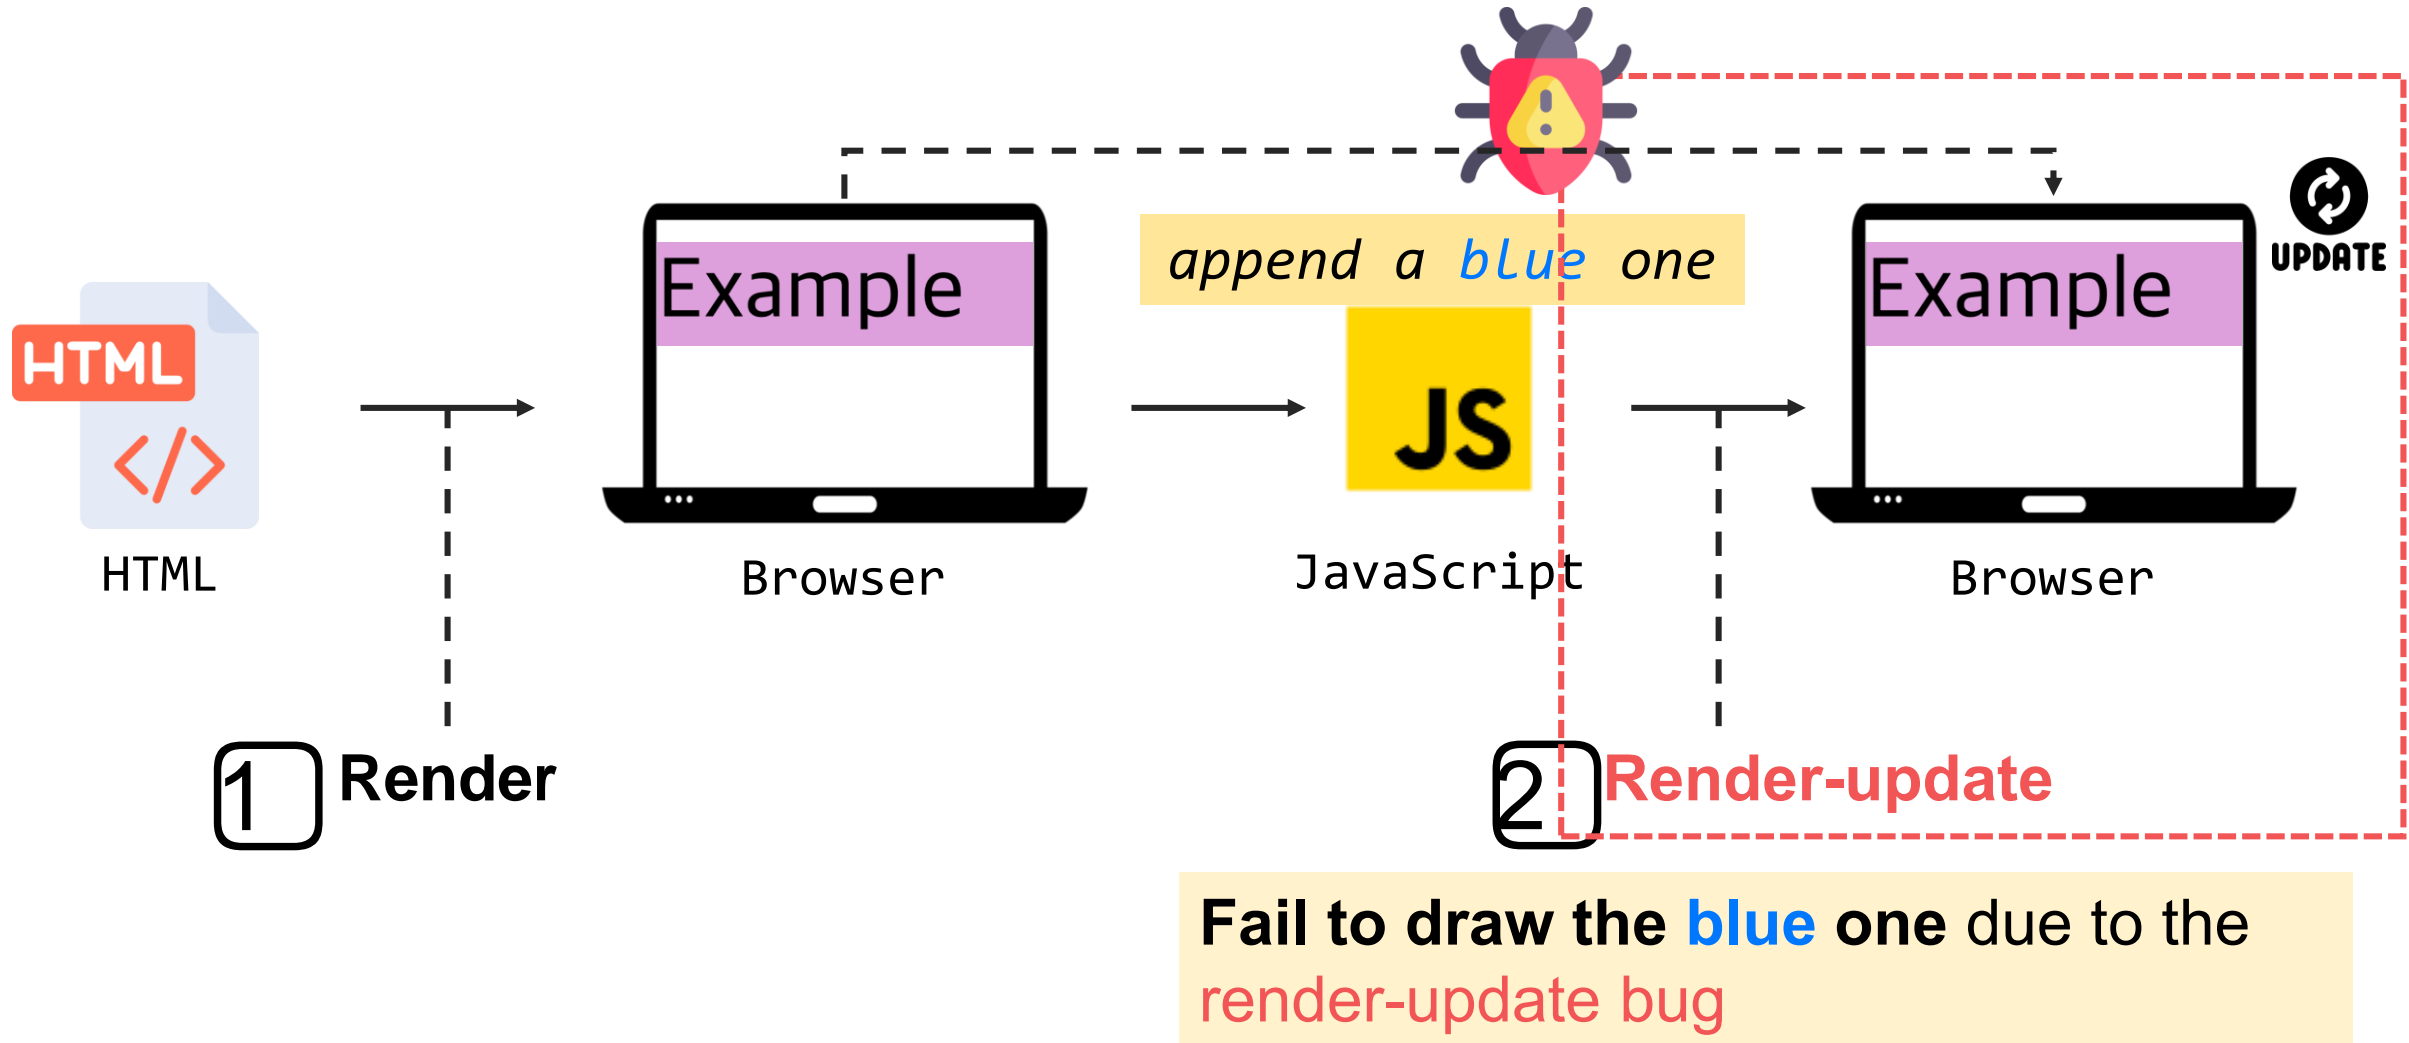 append a blue one
Example
Example
UPDATE
HTML
JS
HTML
Browser
JavaScript
Browser
1 Render
2 Render-update
Fail to draw the blue one due to the
render-update bug